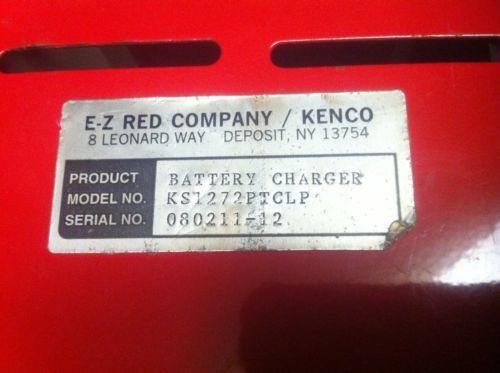 E-Z RED COMPANY / KENCO
8 LEONARD WAY DEPOSIT, NY 13754
PRODUCT BATTERY CHARGER
MODEL NO. KS1272PTCLP
SERIAL NO. 080211-12